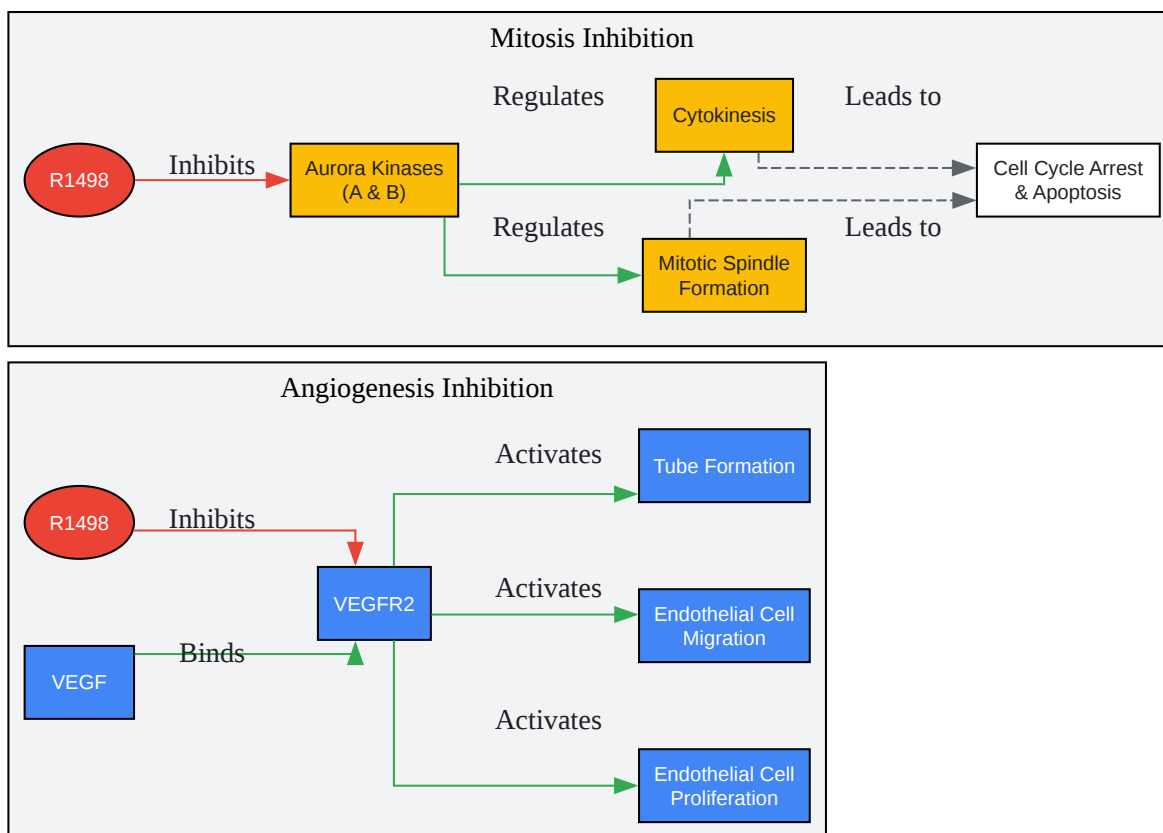 Mitosis Inhibition
Regulates
Leads to
Cytokinesis
Inhibits
R1498
Aurora Kinases
(A & B)
Cell Cycle Arrest
& Apoptosis
Regulates
Leads to
Mitotic Spindle
Formation
Angiogenesis Inhibition
Activates
Tube Formation
Inhibits
R1498
Activates
VEGFR2
Endothelial Cell
Migration
Binds
VEGF
Activates
Endothelial Cell
Proliferation